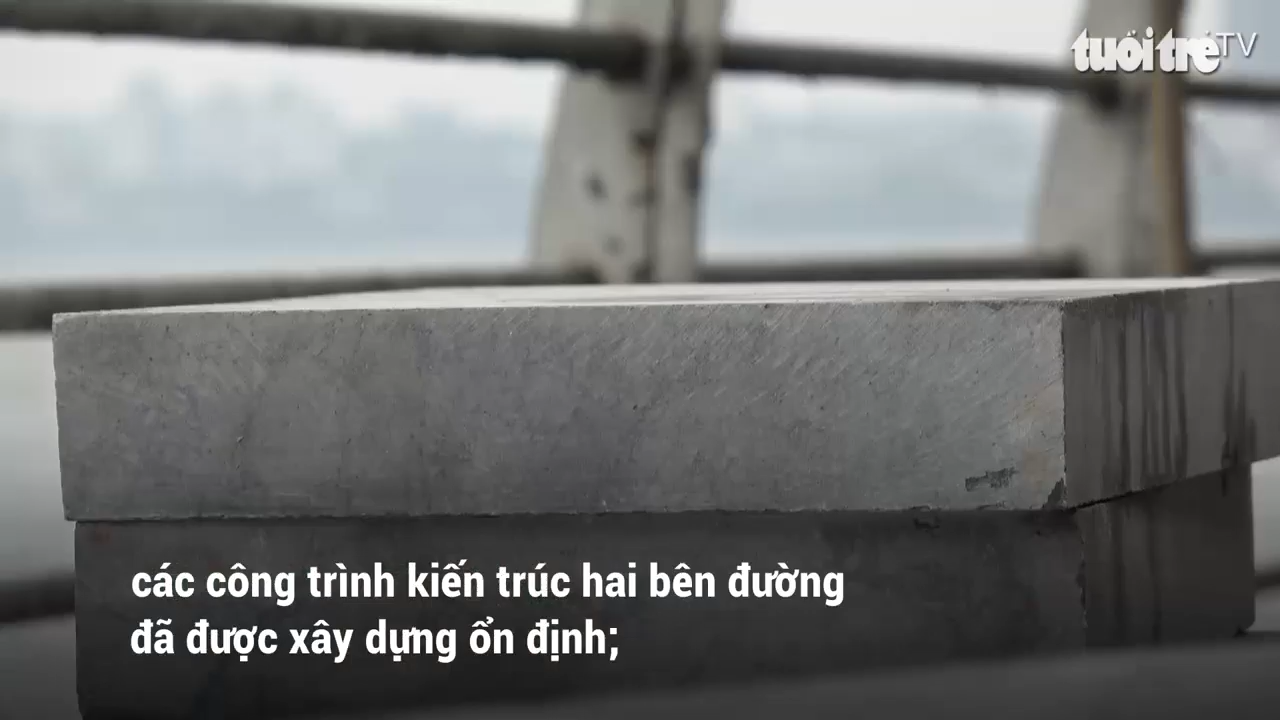 tuổi trẻ TV
các công trình kiến trúc hai bên đường
đã được xây dựng ổn định;